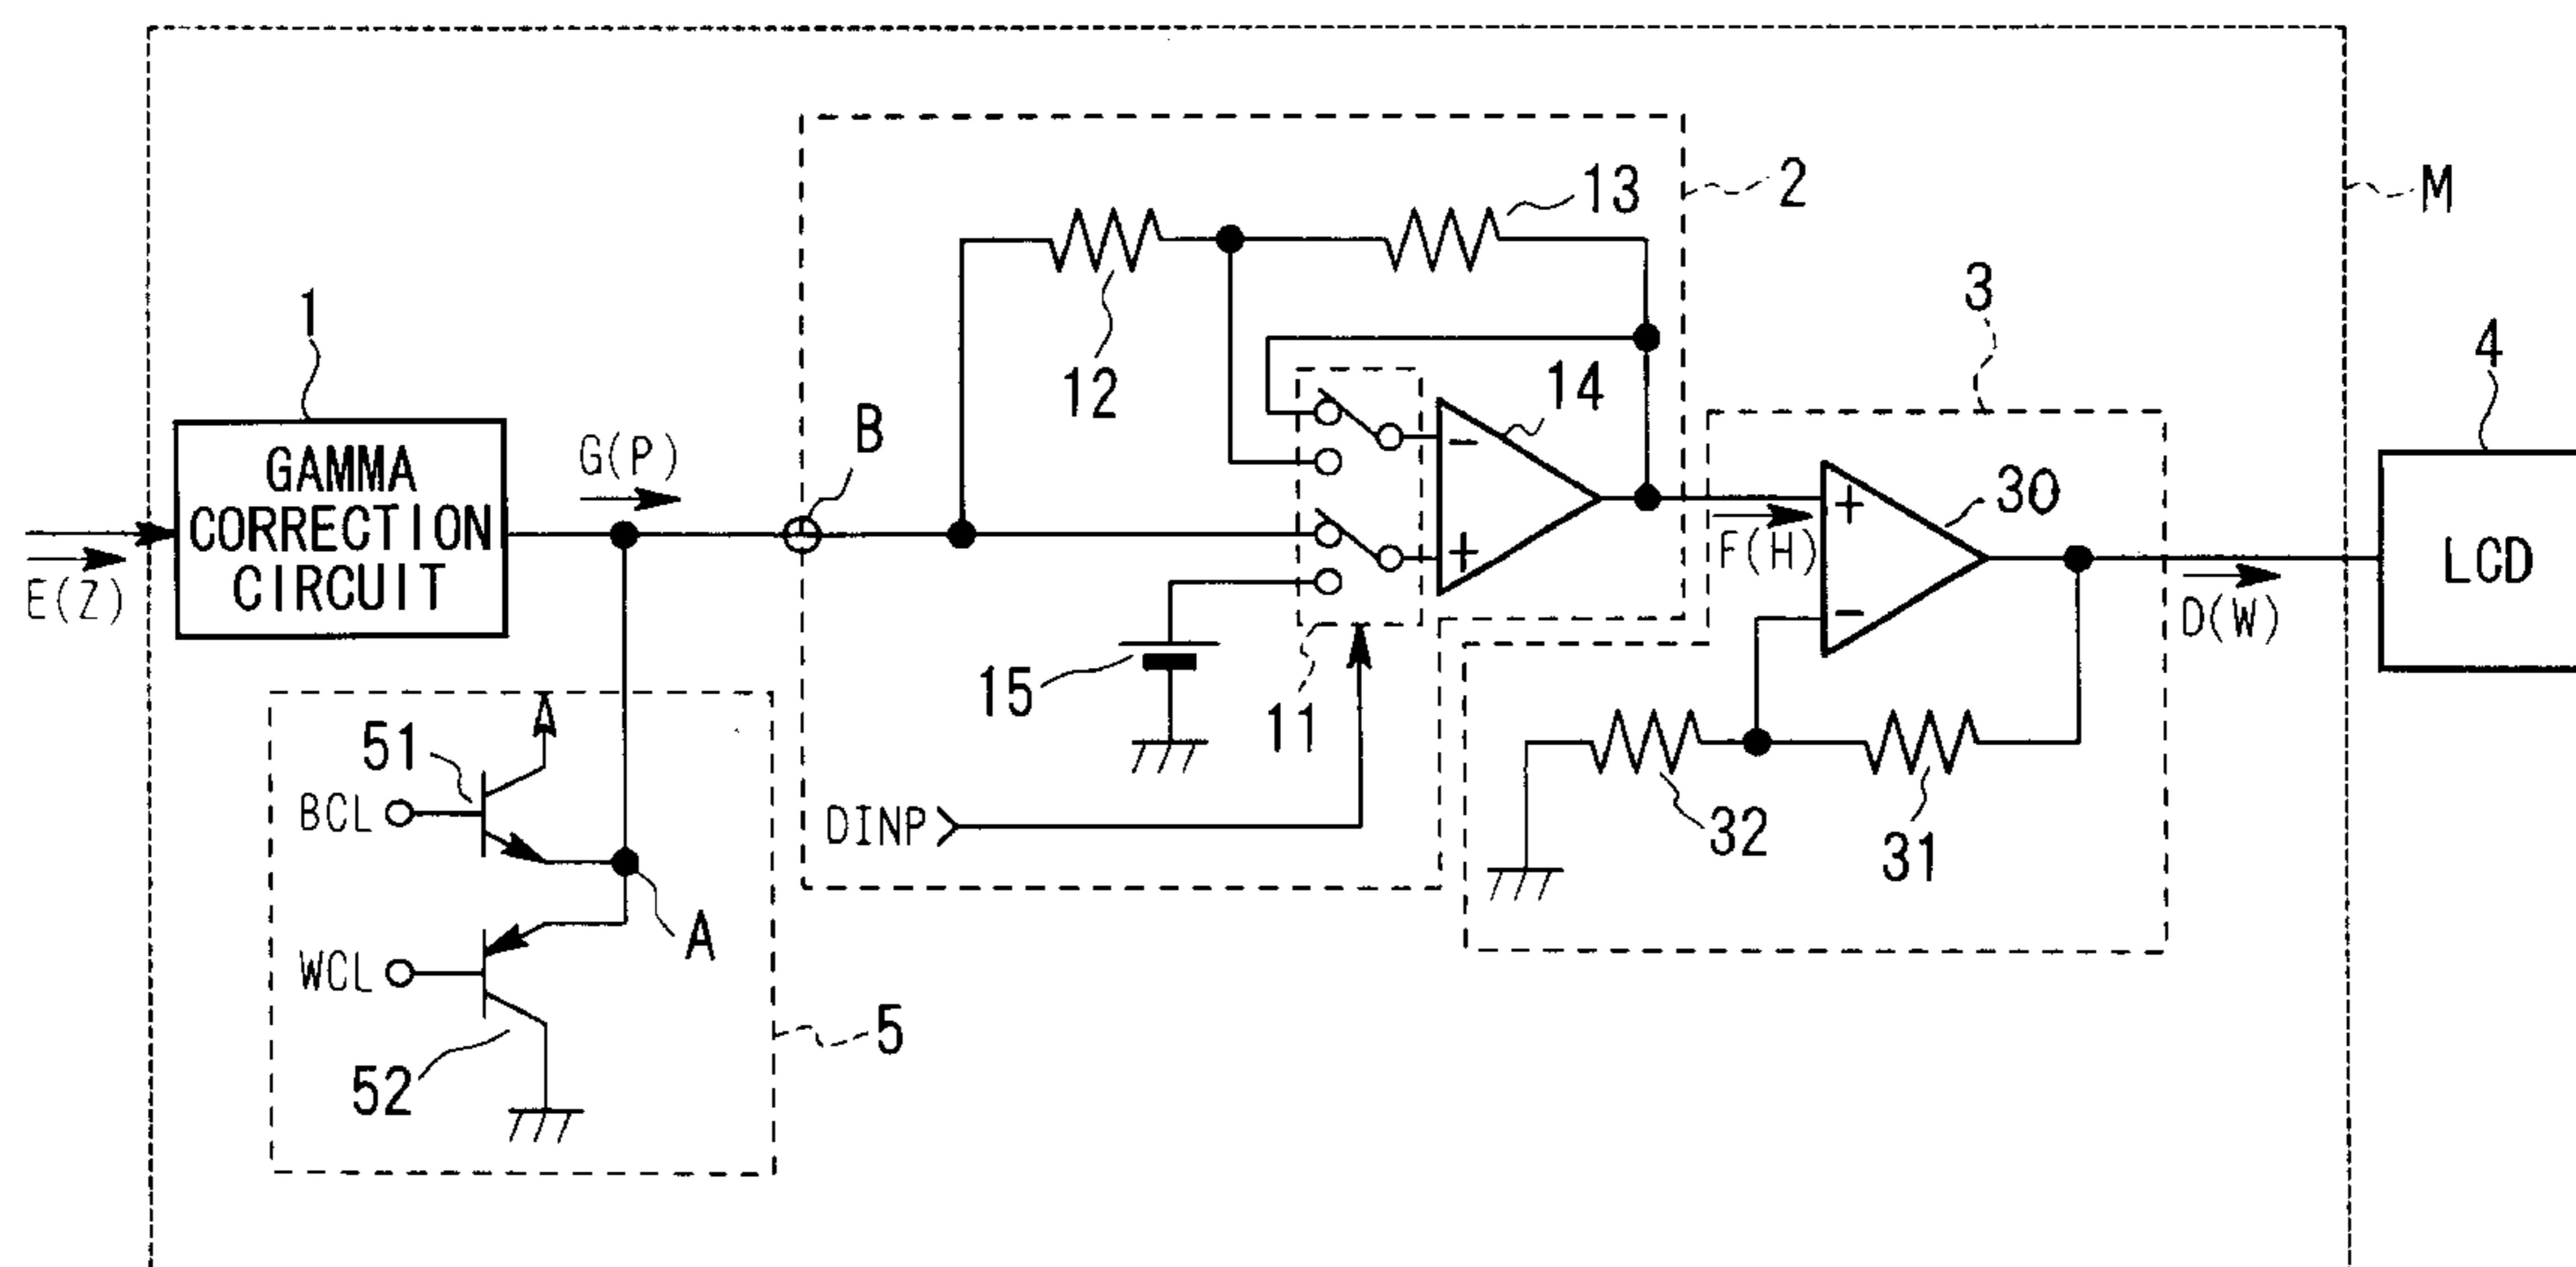 M
2
13
12
3
4
1
GAMMA
CORRECTION
CIRCUIT
G(P)
B
14
-
+
30
E(Z)
F(H)
+
-
LCD
D(W)
15
11
51
BCL
DINP
32
31
A
WCL
52
5